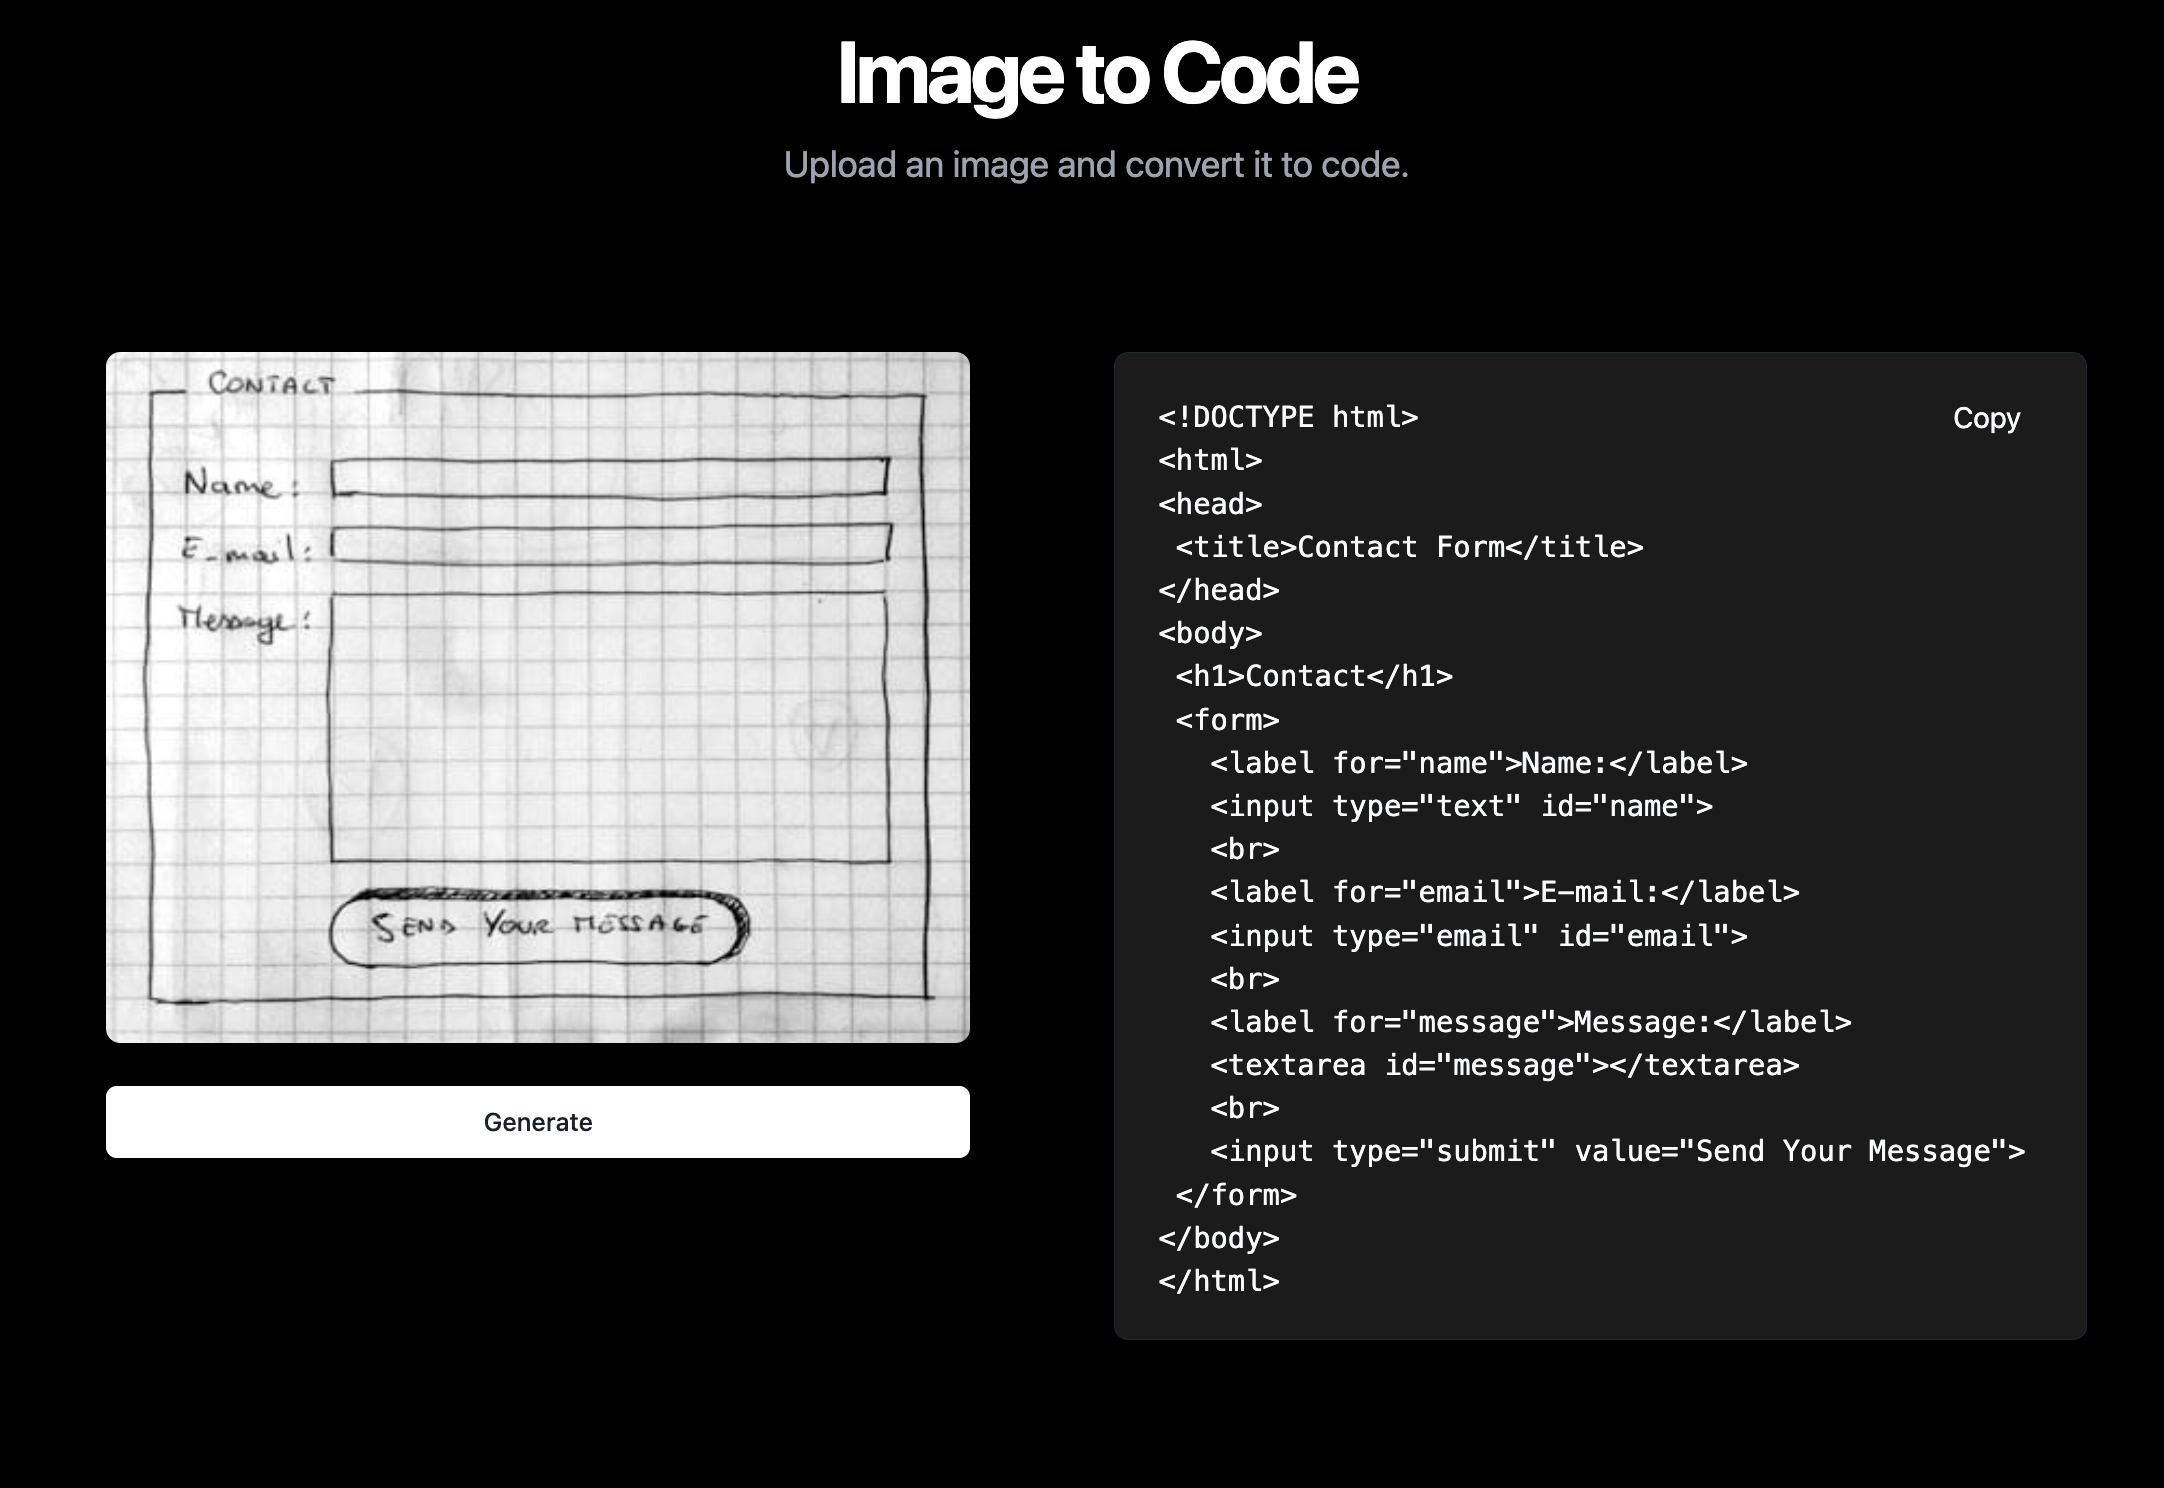 Image to Code
Upload an image and convert it to code.
CONTACT
Name:
E-mail:
Message:
SEND YOUR MESSAGE
Generate
Copy
<!DOCTYPE html>
<html>
<head>
 <title>Contact Form</title>
</head>
<body>
 <h1>Contact</h1>
 <form>
   <label for="name">Name:</label>
   <input type="text" id="name">
   <br>
   <label for="email">E-mail:</label>
   <input type="email" id="email">
   <br>
   <label for="message">Message:</label>
   <textarea id="message"></textarea>
   <br>
   <input type="submit" value="Send Your Message">
 </form>
</body>
</html>